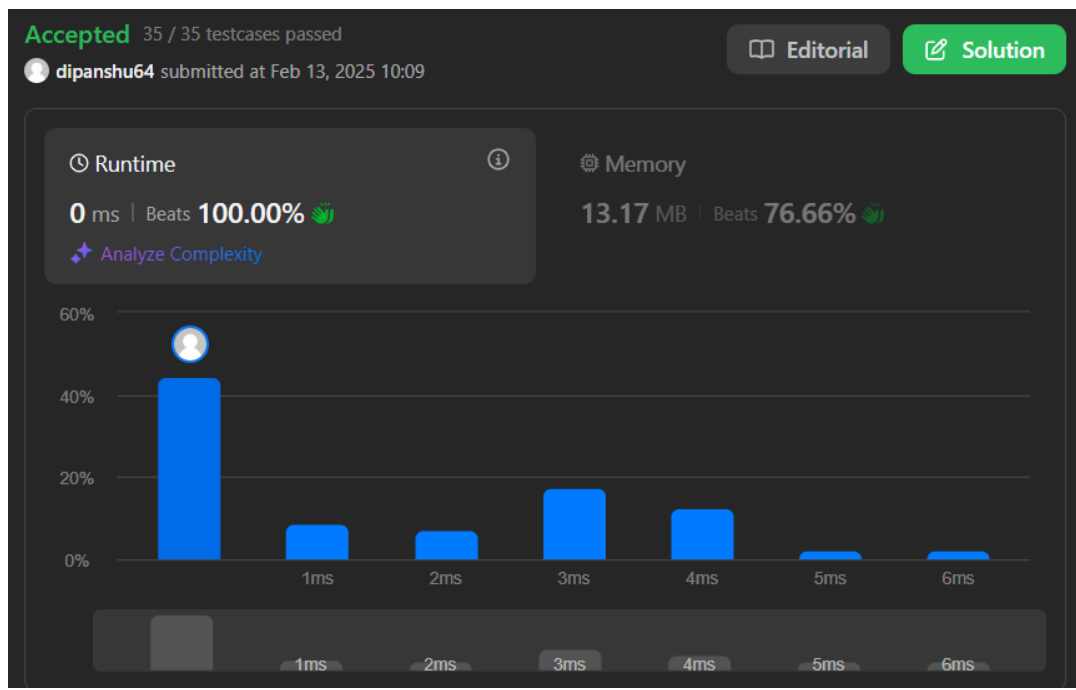 Accepted 35 / 35 testcases passed
Editorial
Solution
dipanshu64 submitted at Feb 13, 2025 10:09
Runtime
0 ms | Beats 100.00%
Analyze Complexity
Memory
13.17 MB | Beats 76.66%
60%
40%
20%
0%
1ms 2ms 3ms 4ms 5ms 6ms
1ms 2ms 3ms 4ms 5ms 6ms